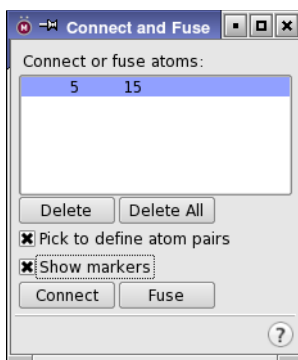 Connect and Fuse
Connect or fuse atoms:
5 15
Delete Delete All
Pick to define atom pairs
Show markers
Connect Fuse
?